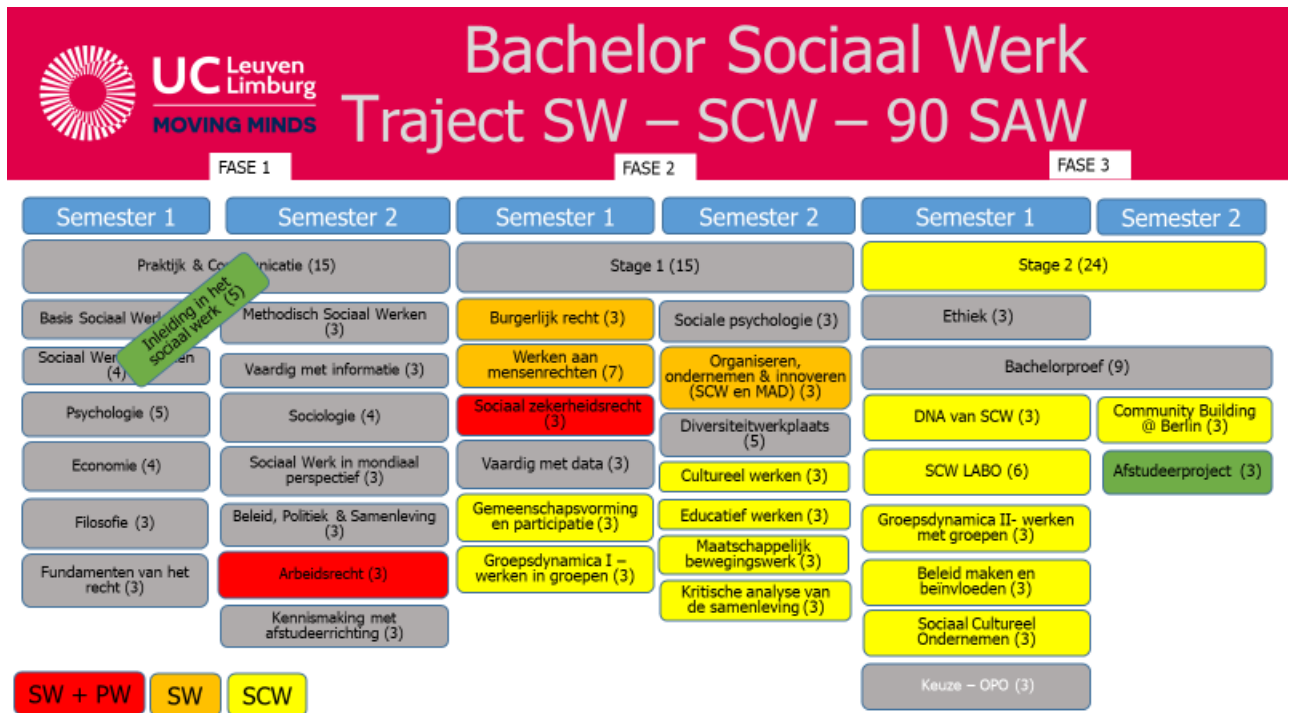 UC Leuven
Limburg
MOVING MINDS
Bachelor Sociaal Werk
Traject SW – SCW – 90 SAW
FASE 1
FASE 2
FASE 3
Semester 1
Semester 2
Semester 1
Semester 2
Semester 1
Semester 2
Praktijk & Co
nicatie (15)
Stage 1 (15)
Stage 2 (24)
Inleiding in het
sociaal werk (5)
Basis Sociaal Wer
Sociaal Wer
en
(4)
Psychologie (5)
Economie (4)
Filosofie (3)
Fundamenten van het
recht (3)
Methodisch Sociaal Werken
(3)
Vaardig met informatie (3)
Sociologie (4)
Sociaal Werk in mondiaal
perspectief (3)
Beleid, Politiek & Samenleving
(3)
Arbeidsrecht (3)
Kennismaking met
afstudeerrichting (3)
Burgerlijk recht (3)
Werken aan
mensenrechten (7)
Sociaal zekerheidsrecht
(3)
Vaardig met data (3)
Gemeenschapsvorming
en participatie (3)
Groepsdynamica I –
werken in groepen (3)
Sociale psychologie (3)
Organiseren,
ondernemen & innoveren
(SCW en MAD) (3)
Diversiteitwerkplaats
(5)
Cultureel werken (3)
Educatief werken (3)
Maatschappelijk
bewegingswerk (3)
Kritische analyse van
de samenleving (3)
Ethiek (3)
Bachelorproef (9)
DNA van SCW (3)
SCW LABO (6)
Groepsdynamica II- werken
met groepen (3)
Beleid maken en
beïnvloeden (3)
Sociaal Cultureel
Ondernemen (3)
Keuze – OPO (3)
Community Building
@ Berlin (3)
Afstudeerproject (3)
SW + PW
SW
SCW